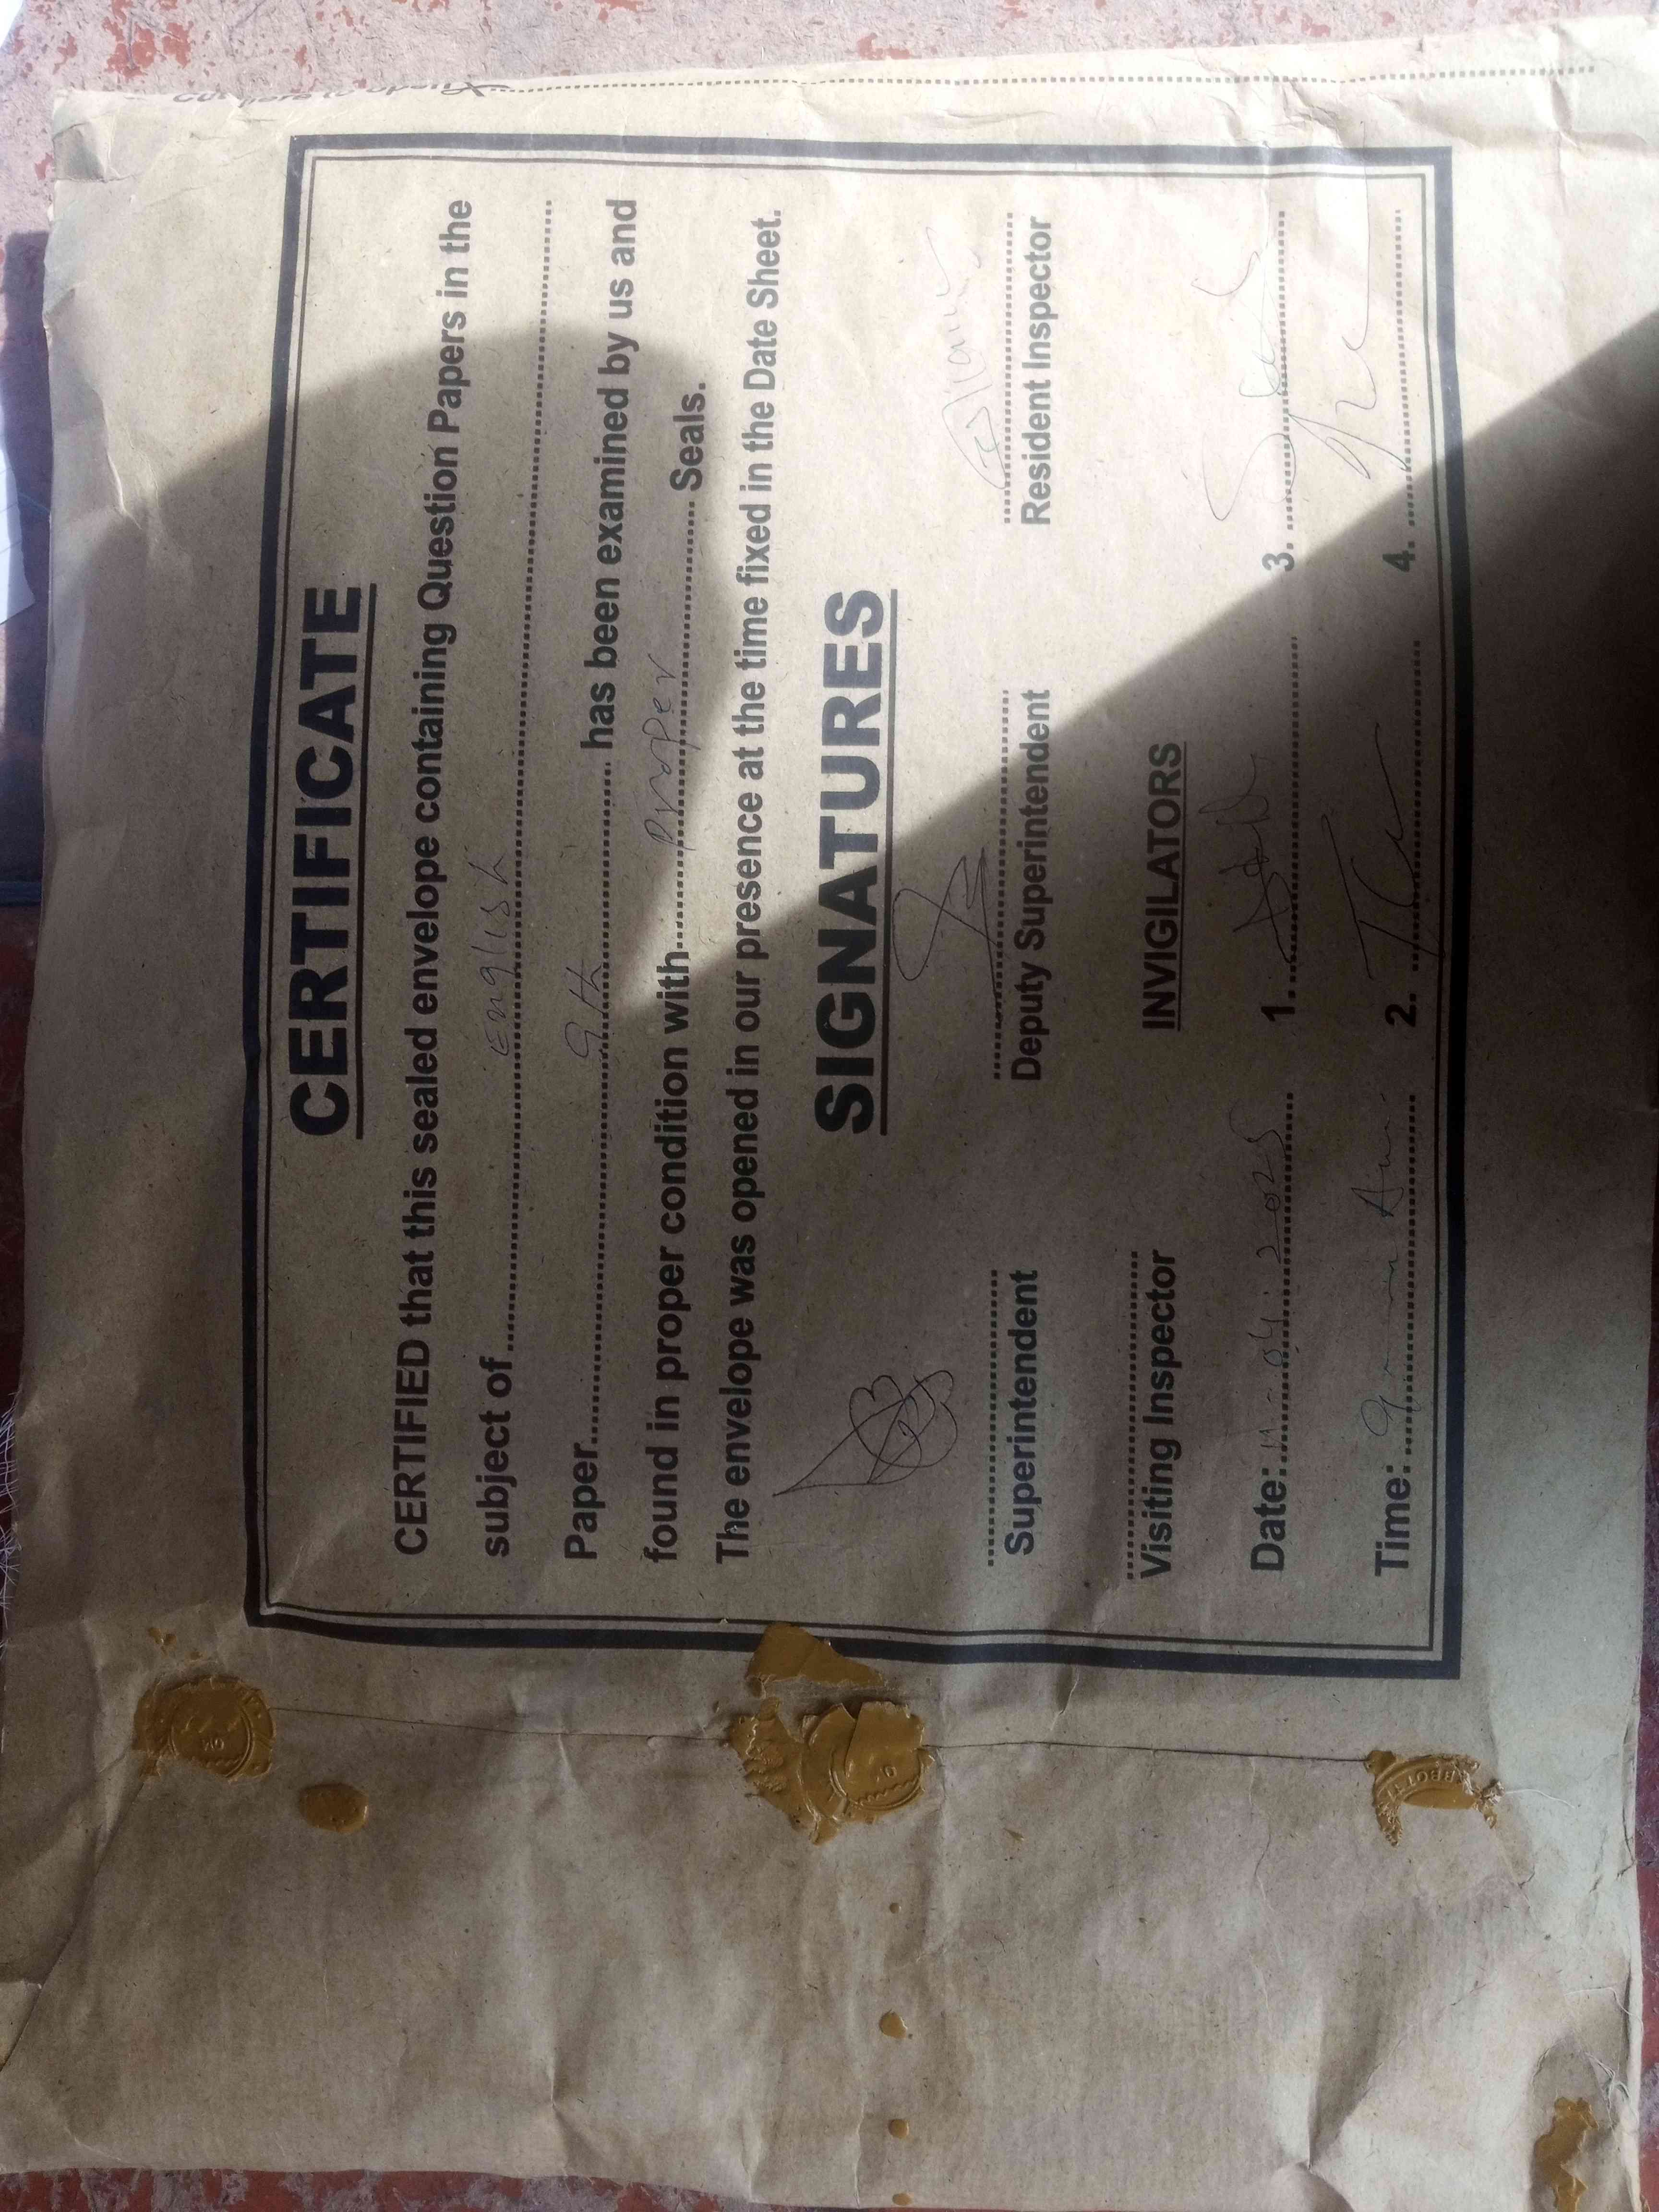 CERTIFICATE
CERTIFIED that this sealed envelope containing Question Papers in the
subject of........English........
Paper........9th........ has been examined by us and
found in proper condition with........proper........ Seals.
The envelope was opened in our presence at the time fixed in the Date Sheet.
SIGNATURES
Superintendent Deputy Superintendent Resident Inspector
Visiting Inspector INVIGILATORS
Date: 11-04-2025 1. 3.
Time: 2. 4.